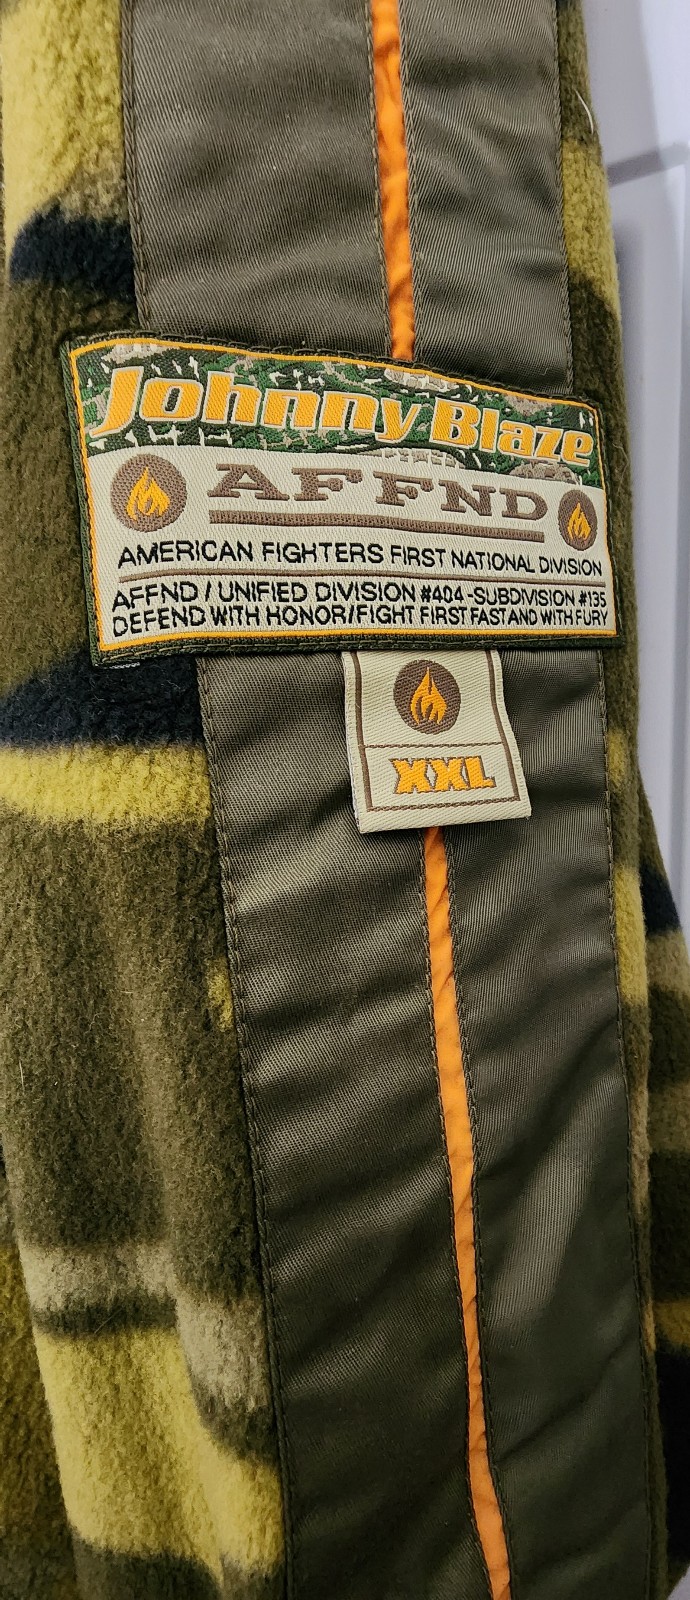 Johnny Blaze
AFFND
AMERICAN FIGHTERS FIRST NATIONAL DIVISION
AFFND / UNIFIED DIVISION #404 -SUBDIVISION #135
DEFEND WITH HONOR/FIGHT FIRST FAST AND WITH FURY
XXL